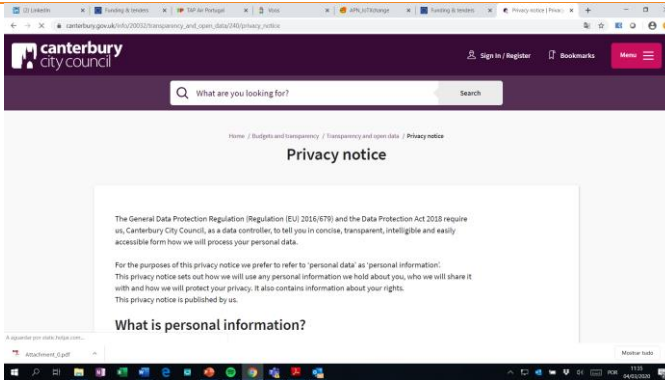 (2) LinkedIn
Funding & tenders
TAP Air Portugal
Voos
APN_IoTXchange
Funding & tenders
Privacy notice | Privac
canterbury.gov.uk/info/20032/transparency_and_open_data/240/privacy_notice
canterbury
city council
Sign In / Register
Bookmarks
Menu
What are you looking for?
Search
Home / Budgets and transparency / Transparency and open data / Privacy notice
Privacy notice
The General Data Protection Regulation (Regulation (EU) 2016/679) and the Data Protection Act 2018 require
us, Canterbury City Council, as a data controller, to tell you in concise, transparent, intelligible and easily
accessible form how we will process your personal data.
For the purposes of this privacy notice we prefer to refer to 'personal data' as 'personal information'.
This privacy notice sets out how we will use any personal information we hold about you, who we will share it
with and how we will protect your privacy. It also contains information about your rights.
This privacy notice is published by us.
What is personal information?
A aguardar por static.hotjar.com...
Attachment_0.pdf
Mostrar tudo
POR
11:35
04/03/2020